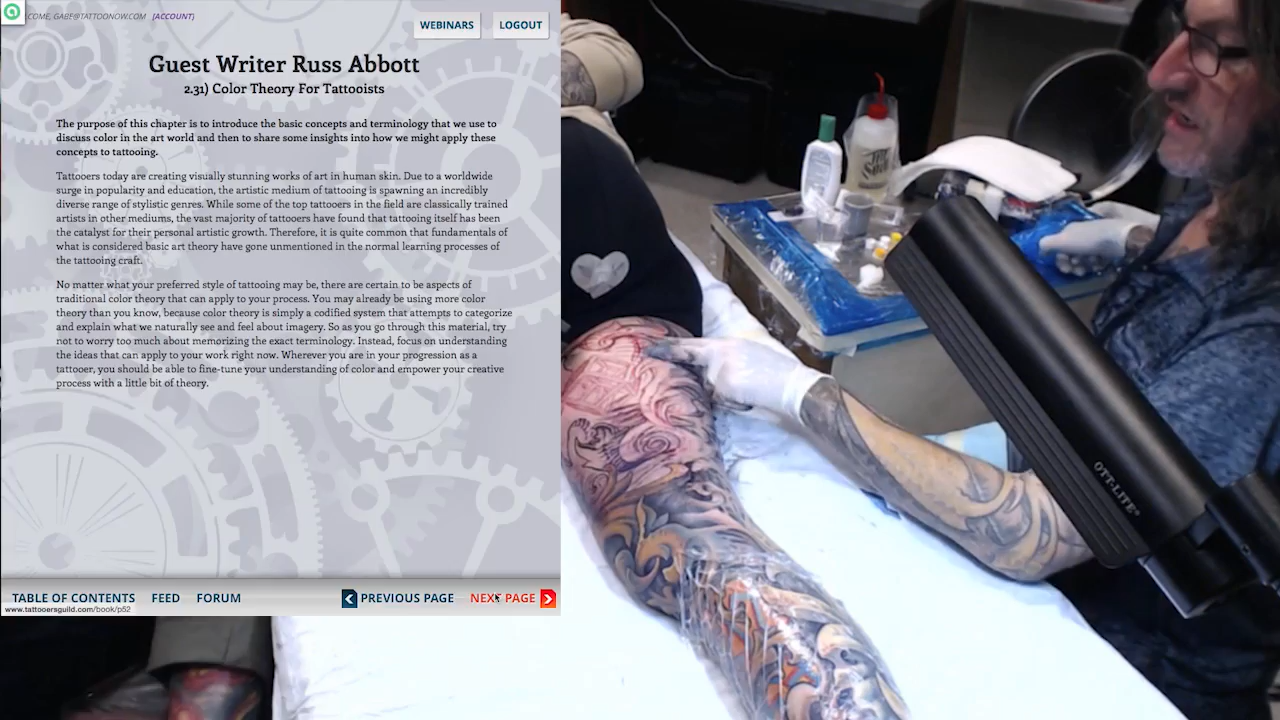 COME, GABE@TATTOONOW.COM (ACCOUNT)
WEBINARS
LOGOUT
Guest Writer Russ Abbott
2.31) Color Theory For Tattooists
The purpose of this chapter is to introduce the basic concepts and terminology that we use to
discuss color in the art world and then to share some insights into how we might apply these
concepts to tattooing.
Tattooers today are creating visually stunning works of art in human skin. Due to a worldwide
surge in popularity and education, the artistic medium of tattooing is spawning an incredibly
diverse range of stylistic genres. While some of the top tattooers in the field are classically trained
artists in other mediums, the vast majority of tattooers have found that tattooing itself has been
the catalyst for their personal artistic growth. Therefore, it is quite common that fundamentals of
what is considered basic art theory have gone unmentioned in the normal learning processes of
the tattooing craft.
No matter what your preferred style of tattooing may be, there are certain to be aspects of
traditional color theory that can apply to your process. You may already be using more color
theory than you know, because color theory is simply a codified system that attempts to categorize
and explain what we naturally see and feel about imagery. So as you go through this material, try
not to worry too much about memorizing the exact terminology. Instead, focus on understanding
the ideas that can apply to your work right now. Wherever you are in your progression as a
tattooer, you should be able to fine-tune your understanding of color and empower your creative
process with a little bit of theory.
TABLE OF CONTENTS
FEED
FORUM
PREVIOUS PAGE
NEXT PAGE
www.tattooersguild.com/book/p52
OTT-LITE®